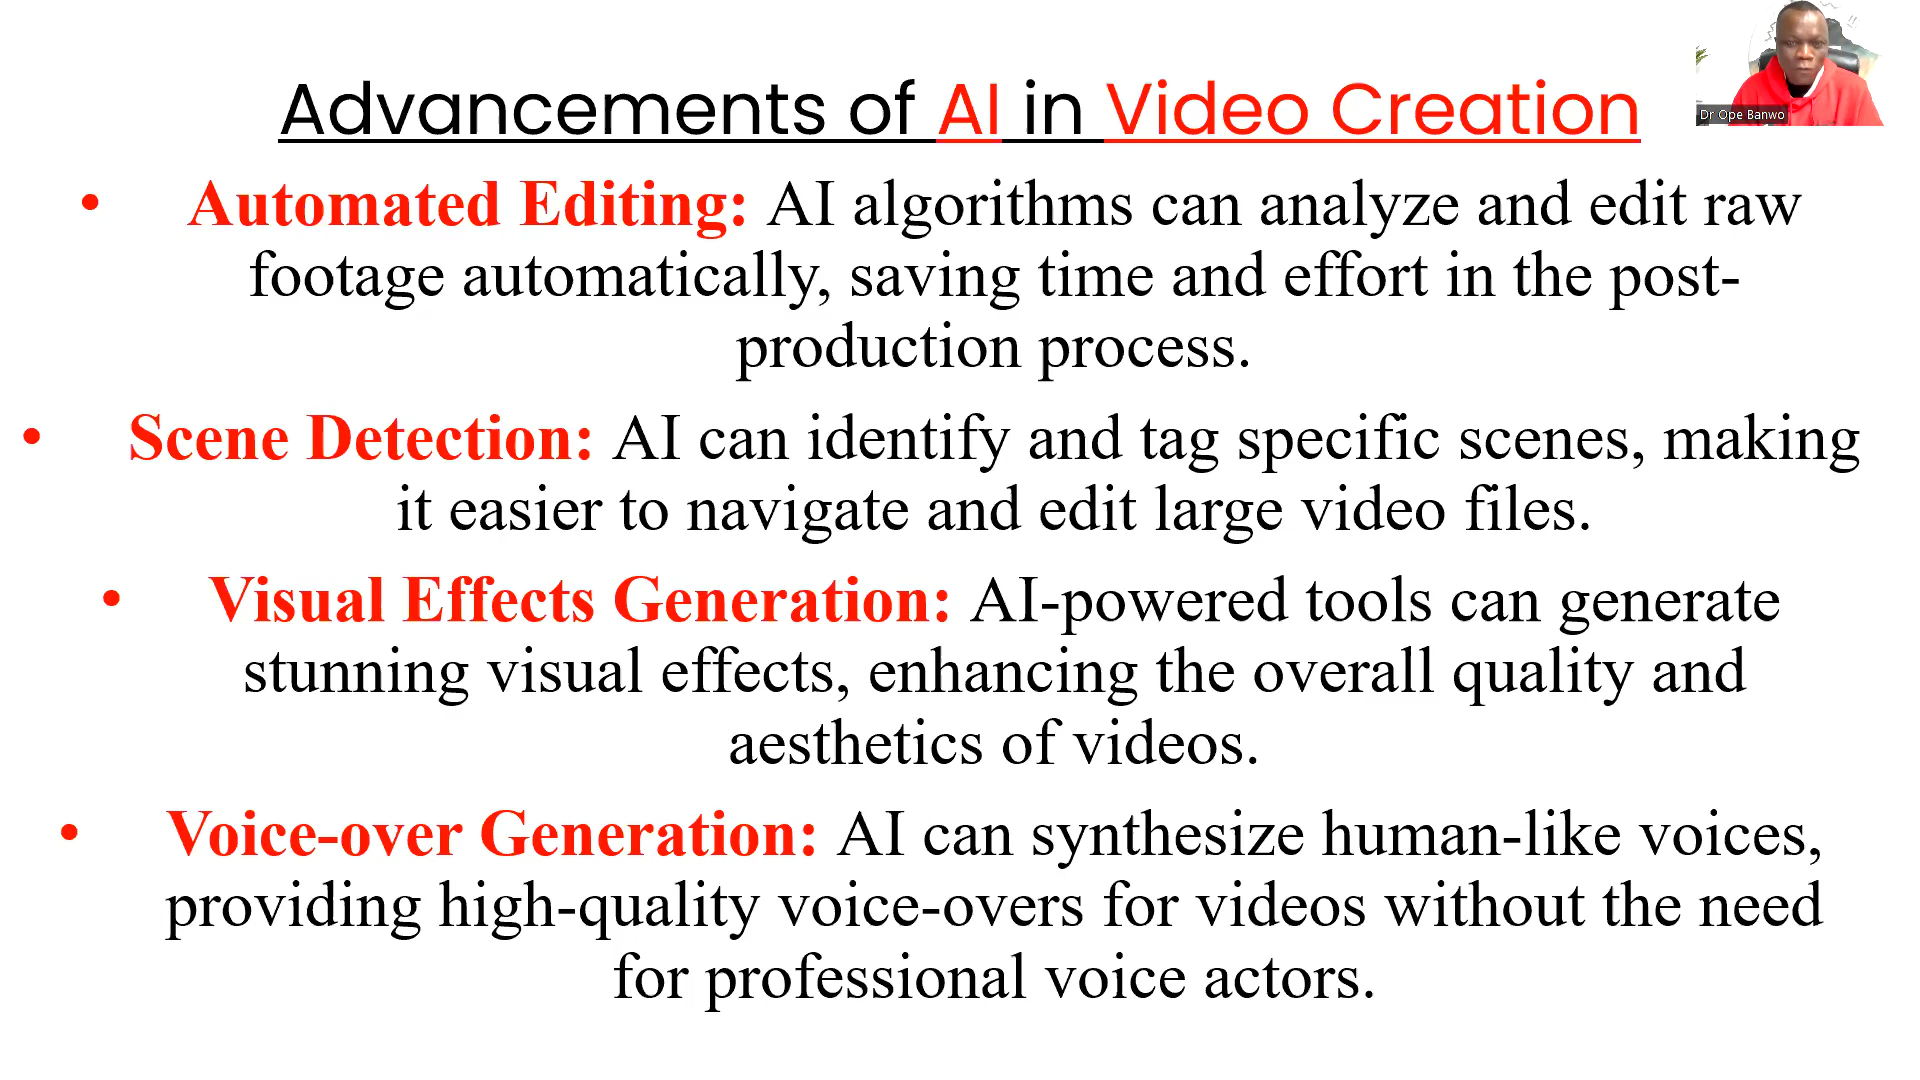 Advancements of AI in Video Creation
Dr Ope Banwo
• Automated Editing: AI algorithms can analyze and edit raw
footage automatically, saving time and effort in the post-
production process.
• Scene Detection: AI can identify and tag specific scenes, making
it easier to navigate and edit large video files.
• Visual Effects Generation: AI-powered tools can generate
stunning visual effects, enhancing the overall quality and
aesthetics of videos.
• Voice-over Generation: AI can synthesize human-like voices,
providing high-quality voice-overs for videos without the need
for professional voice actors.